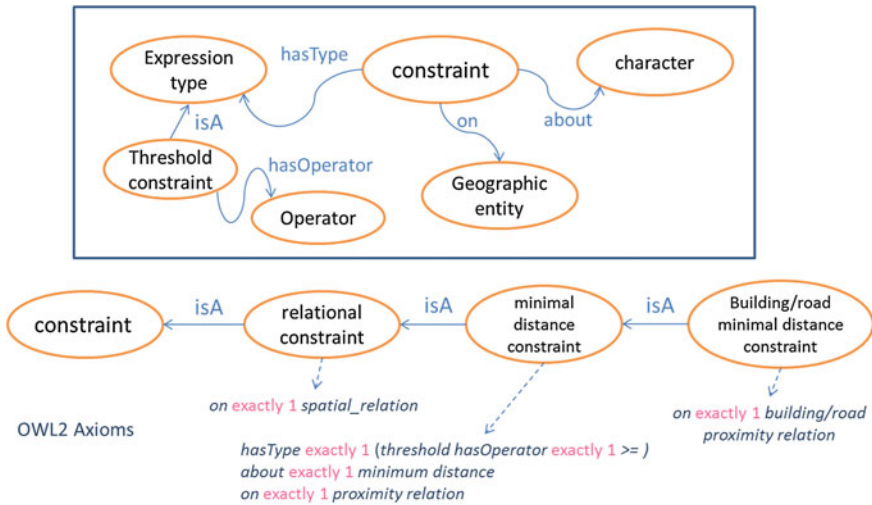 Expression
type
hasType
constraint
character
isA
on
about
Threshold
constraint
hasOperator
Operator
Geographic
entity
constraint
isA
relational
constraint
isA
minimal
distance
constraint
isA
Building/road
minimal distance
constraint
on exactly 1 spatial_relation
on exactly 1 building/road
proximity relation
OWL2 Axioms
hasType exactly 1 (threshold hasOperator exactly 1 >= )
about exactly 1 minimum distance
on exactly 1 proximity relation